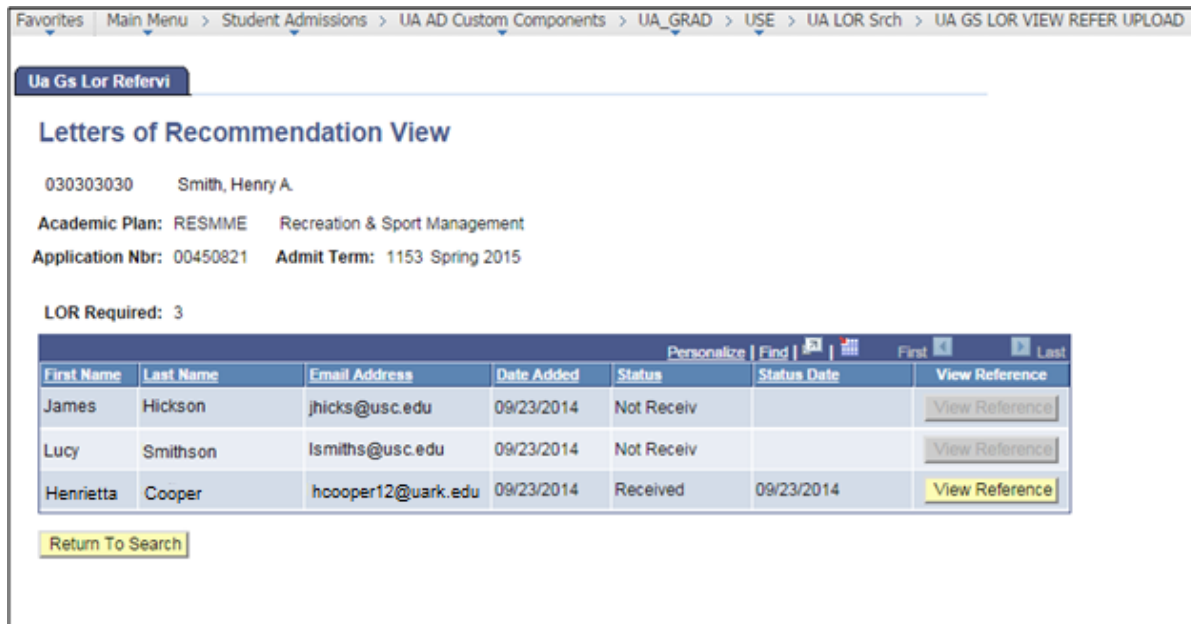 Favorites Main Menu > Student Admissions > UA AD Custom Components > UA_GRAD > USE > UA LOR Srch > UA GS LOR VIEW REFER UPLOAD
Ua Gs Lor Refervi
Letters of Recommendation View
030303030 Smith, Henry A.
Academic Plan: RESMME Recreation & Sport Management
Application Nbr: 00450821 Admit Term: 1153 Spring 2015
LOR Required: 3
Personalize | Find | | First Last
First Name Last Name Email Address Date Added Status Status Date View Reference
James Hickson jhicks@usc.edu 09/23/2014 Not Receiv View Reference
Lucy Smithson lsmiths@usc.edu 09/23/2014 Not Receiv View Reference
Henrietta Cooper hcooper12@uark.edu 09/23/2014 Received 09/23/2014 View Reference
Return To Search